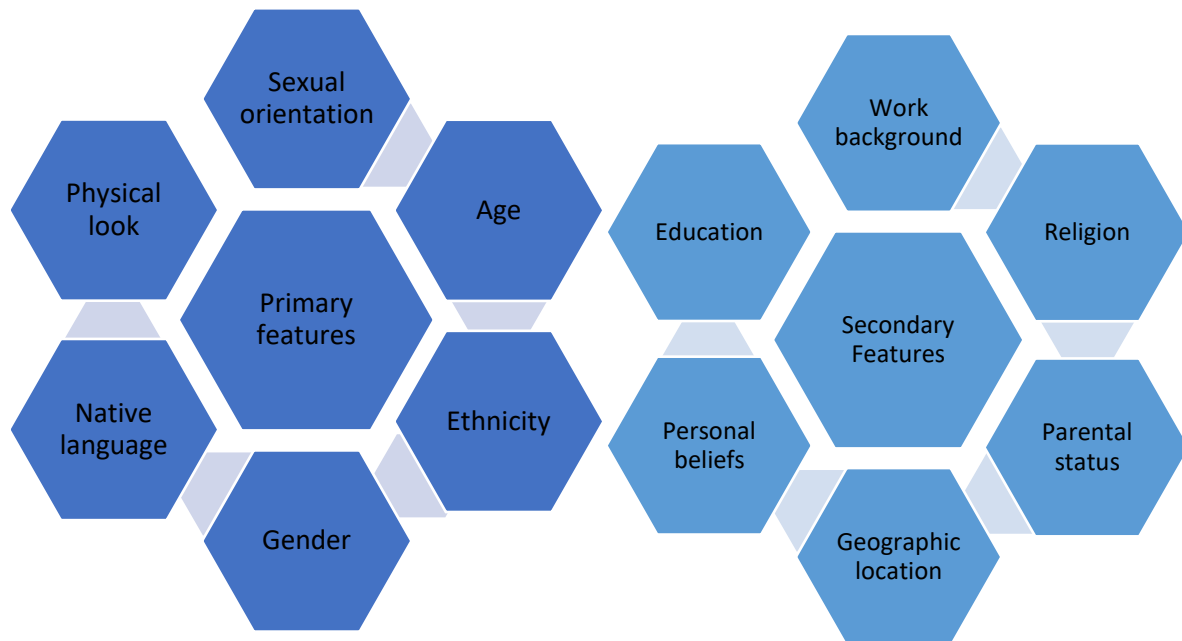 Sexual
orientation
Physical
look
Age
Primary
features
Native
language
Ethnicity
Gender
Work
background
Education
Religion
Secondary
Features
Personal
beliefs
Parental
status
Geographic
location